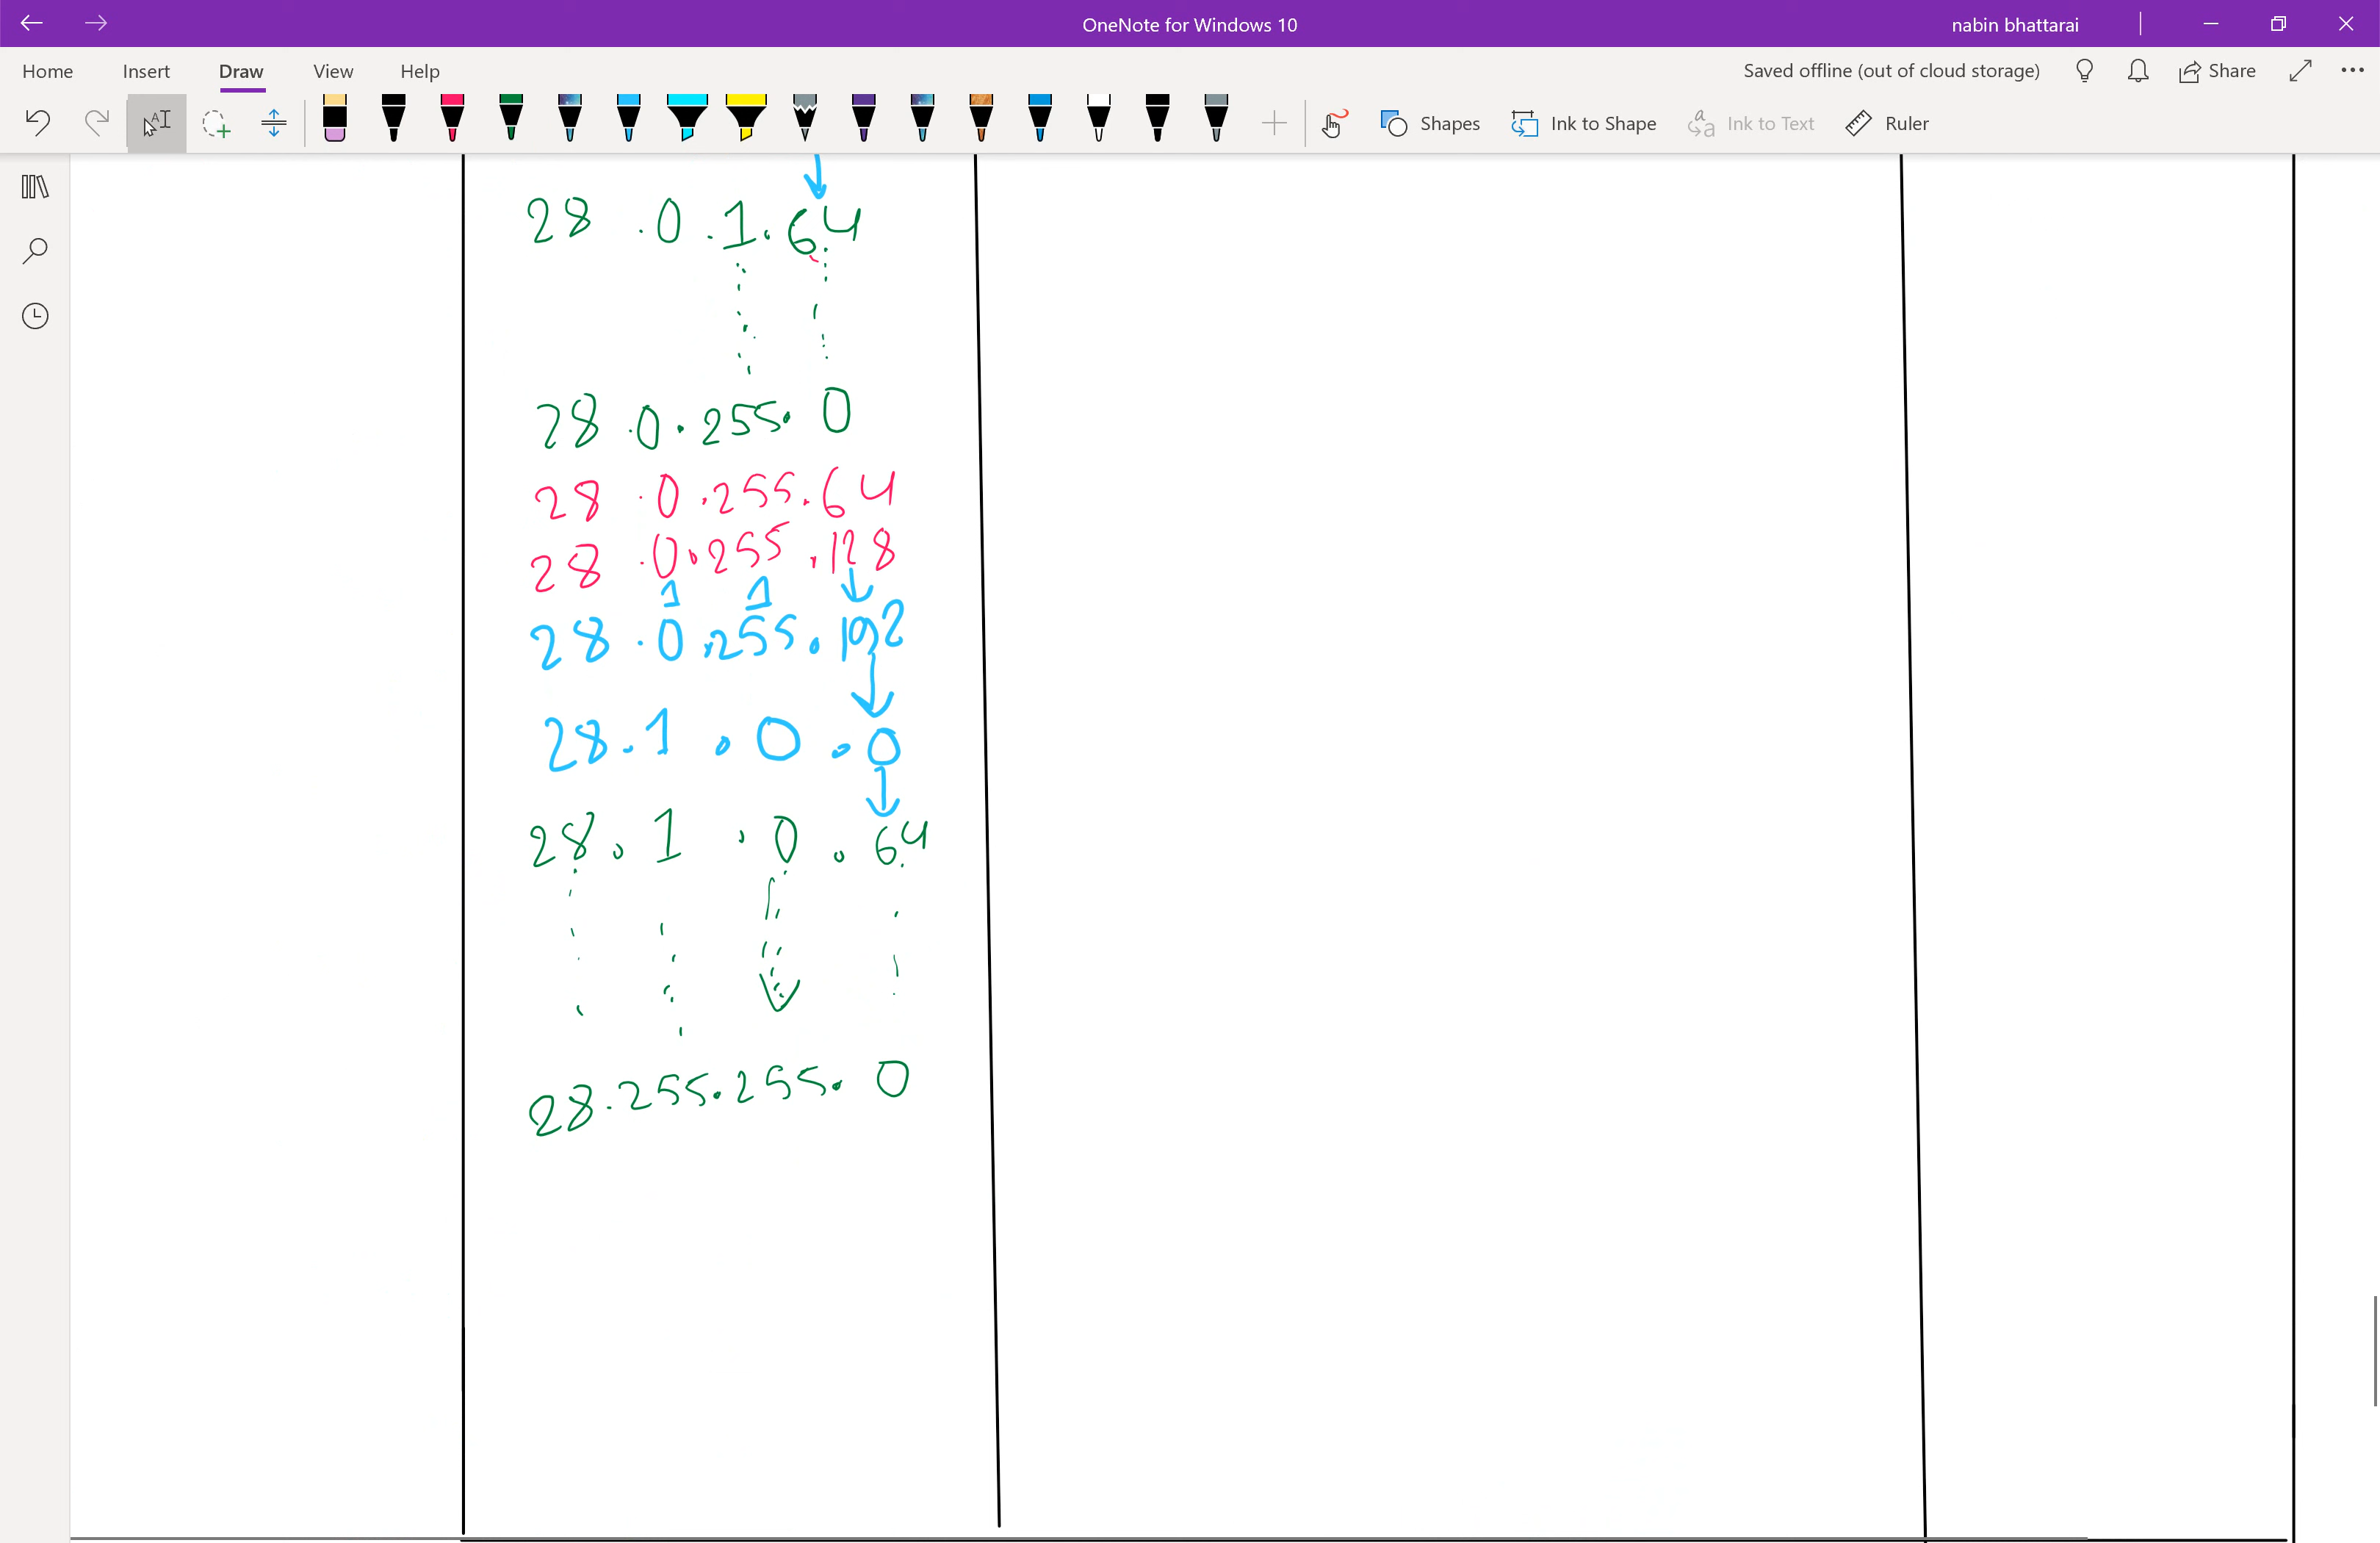 OneNote for Windows 10
nabin bhattarai
Home Insert Draw View Help
Saved offline (out of cloud storage)
Share
Shapes
Ink to Shape
Ink to Text
Ruler
28 .0 .1.64
28 .0.255.0
28 .0.255.64
28 .0.255.128
1 1
28 .0.255.192
28.1.0.0
28.1.0.64
28.255.255.0